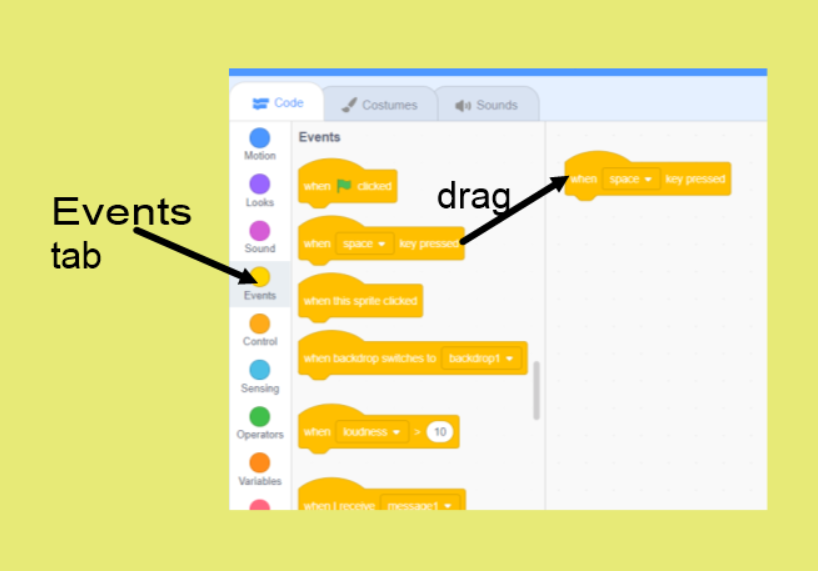 Code
Costumes
Sounds
Motion
Looks
Sound
Events
Control
Sensing
Operators
Variables
Events
when clicked
when space key pressed
when this sprite clicked
when backdrop switches to backdrop1
when loudness > 10
when I receive message1
when space key pressed
Events
tab
drag